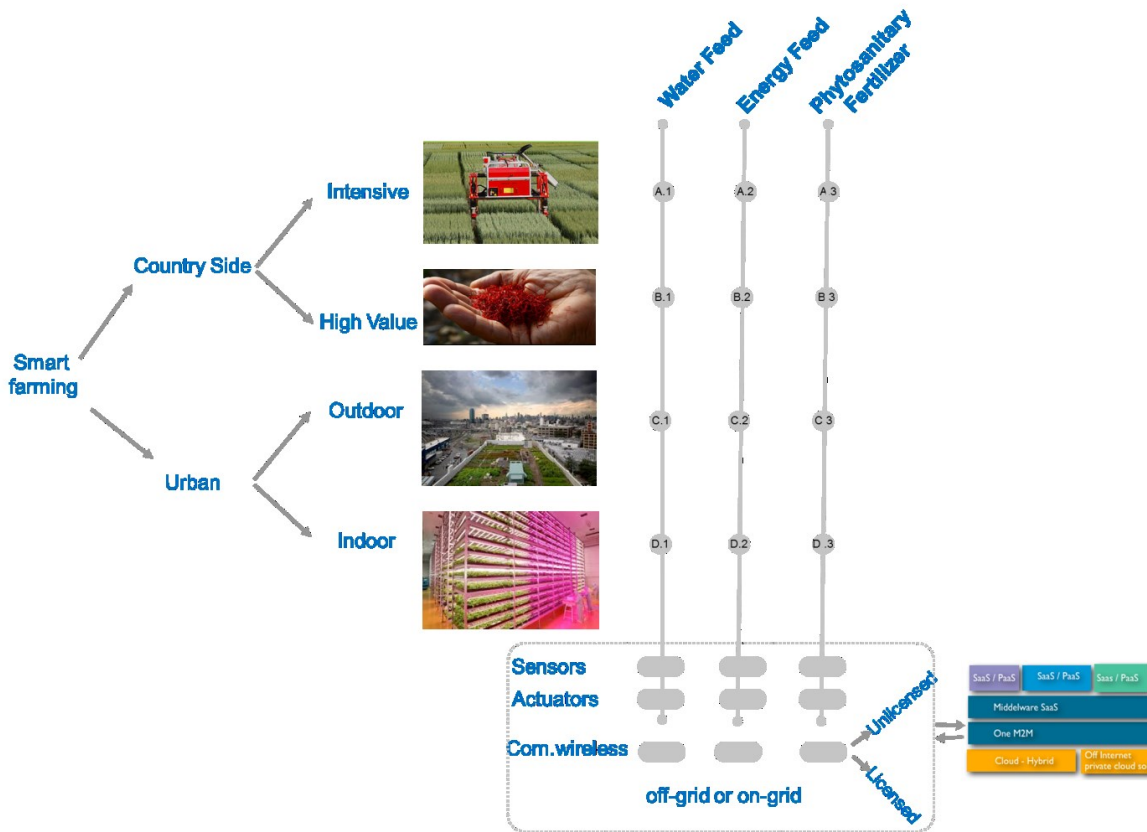 Water Feed
Energy Feed
Phytosanitary
Fertilizer
Intensive
A.1
A.2
A 3
Country Side
High Value
B.1
B.2
B 3
Smart
farming
Outdoor
C.1
C.2
C 3
Urban
Indoor
D.1
D.2
D .3
Sensors
Actuators
Com.wireless
Unlicensed
Licensed
off-grid or on-grid
SaaS / PaaS
SaaS / PaaS
Saas / PaaS
Middelware SaaS
One M2M
Cloud - Hybrid
Off Internet
private cloud so